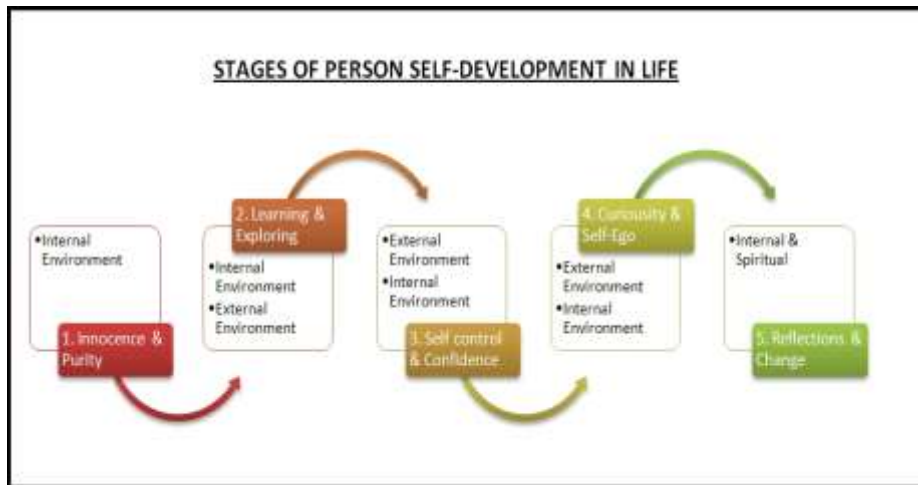 STAGES OF PERSON SELF-DEVELOPMENT IN LIFE
•Internal
Environment
1. Innocence &
Purity
2. Learning &
Exploring
•Internal
Environment
•External
Environment
•External
Environment
•Internal
Environment
3. Self control
& Confidence
4. Curiousity &
Self-Ego
•External
Environment
•Internal
Environment
•Internal &
Spiritual
5. Reflections &
Change